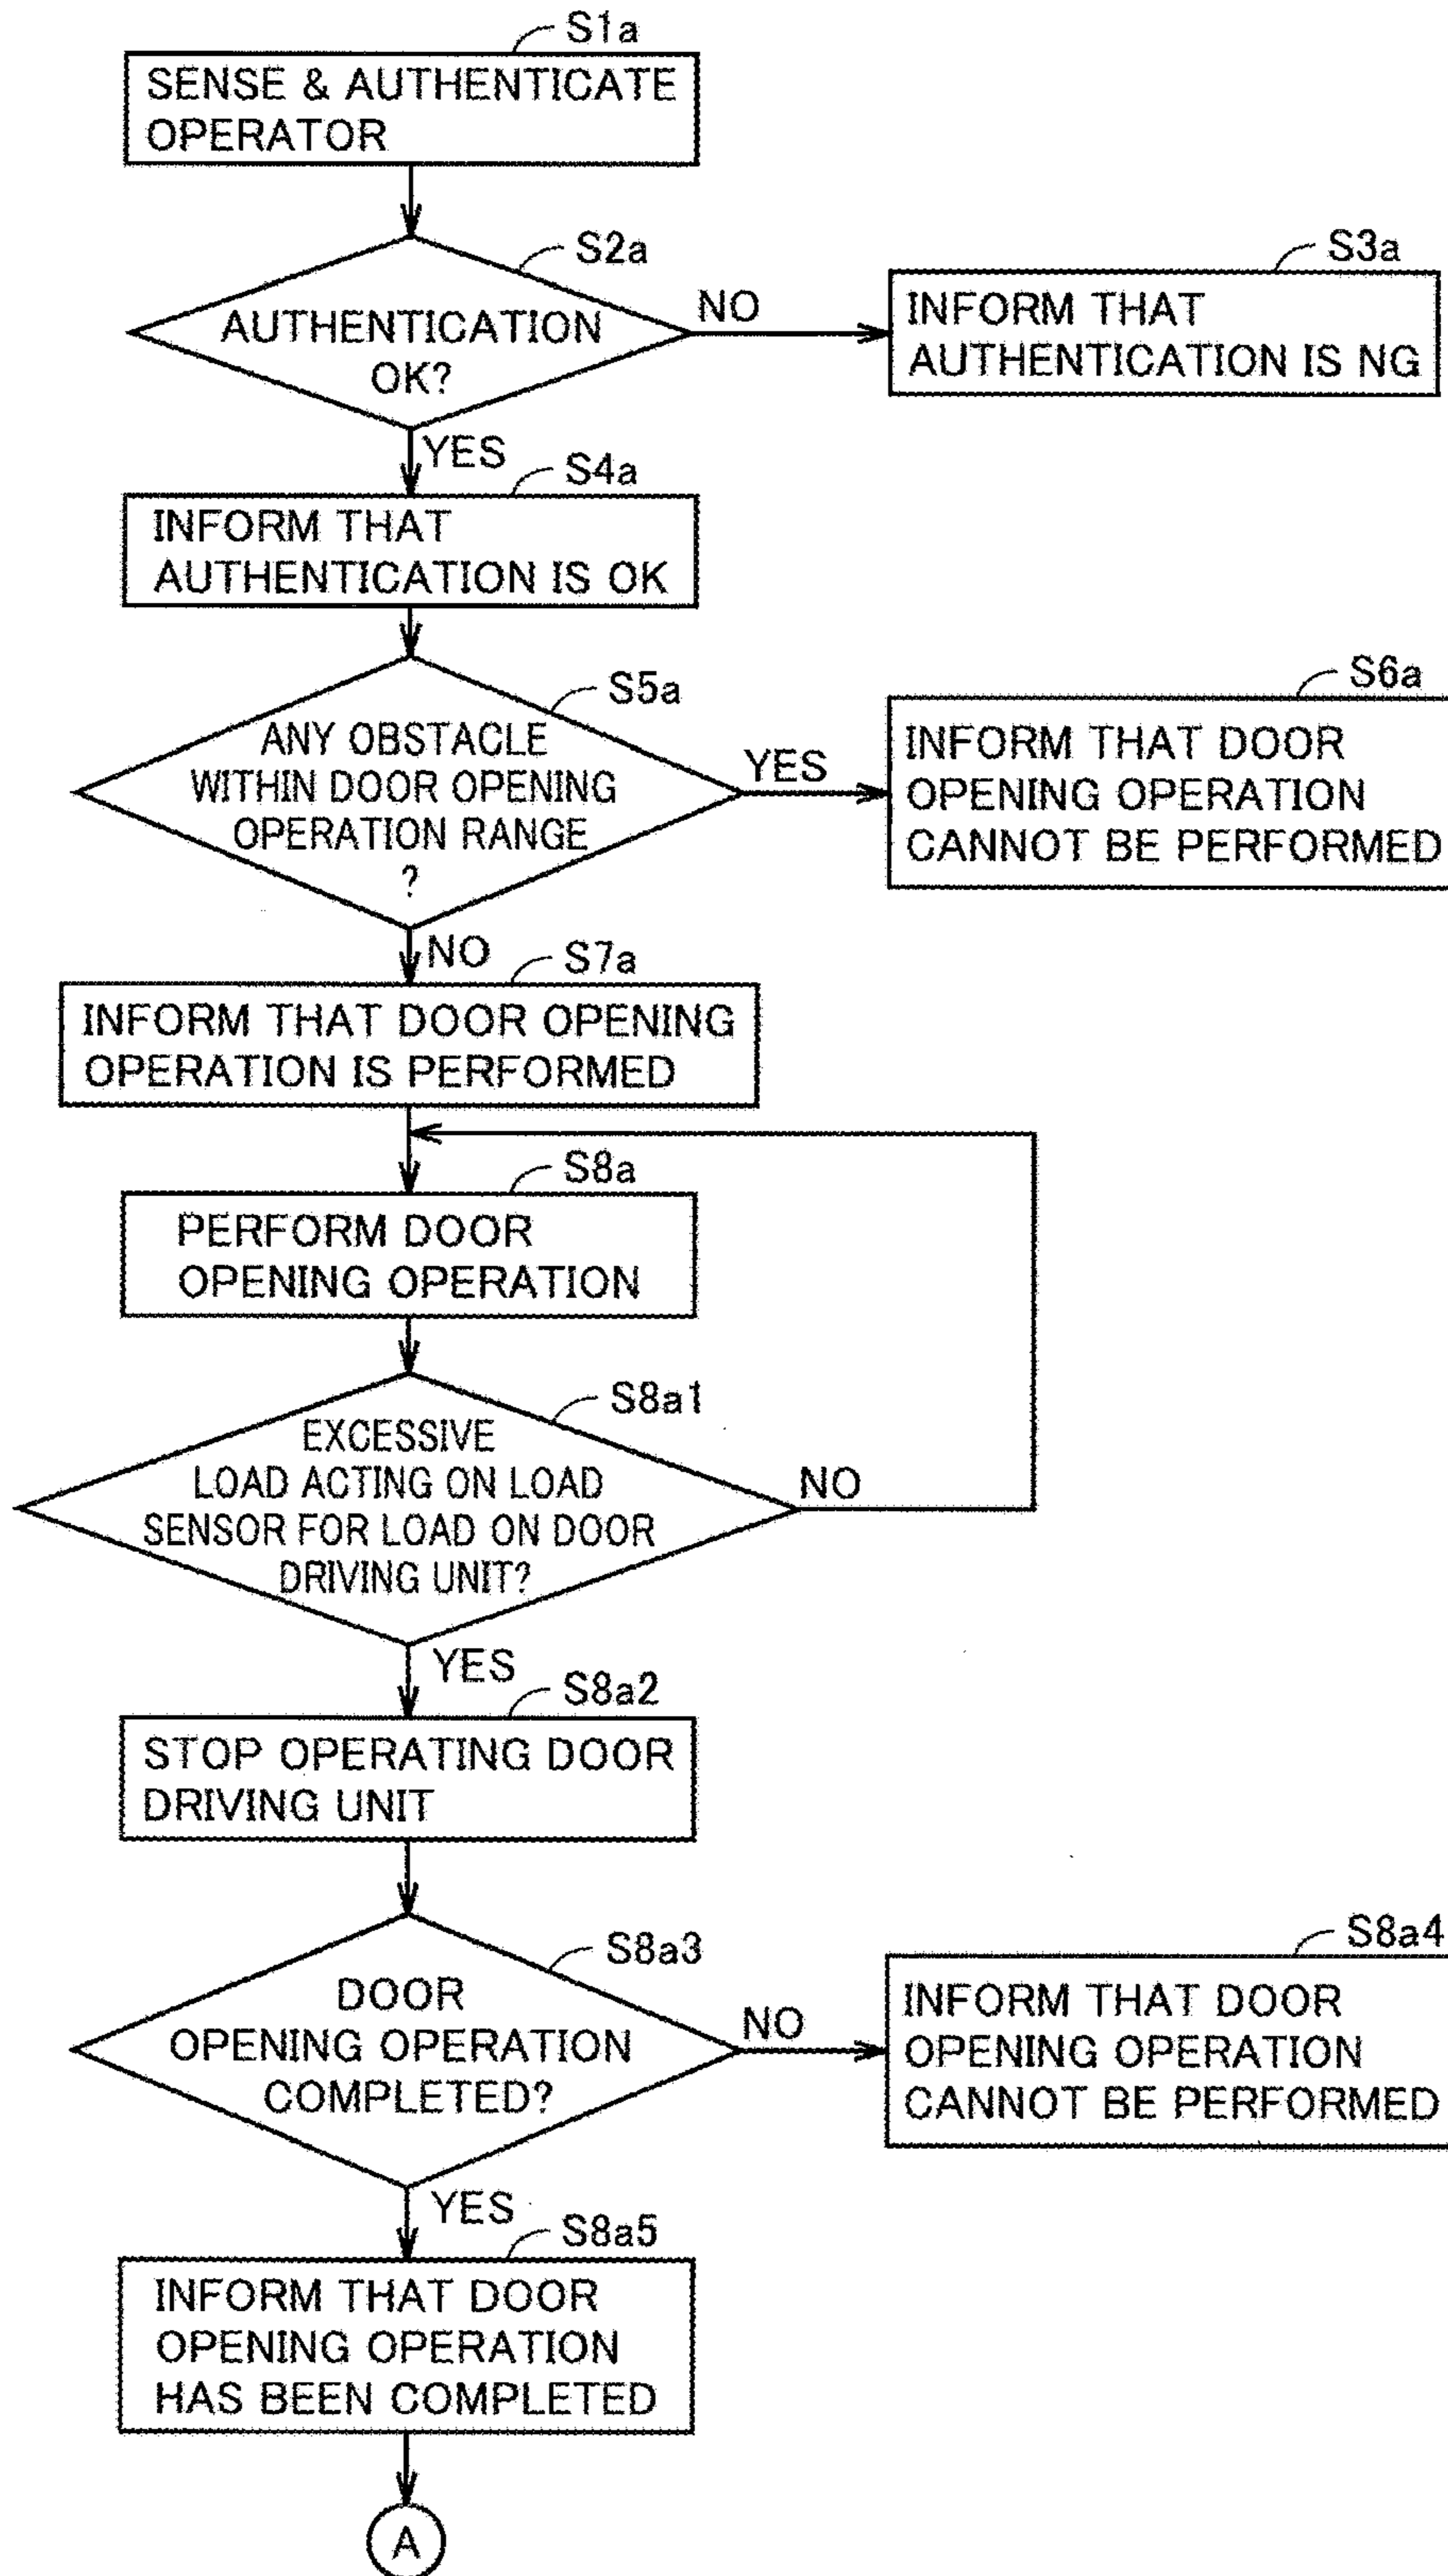 S1a
SENSE & AUTHENTICATE
OPERATOR
S2a
AUTHENTICATION
OK?
NO
S3a
INFORM THAT
AUTHENTICATION IS NG
YES
S4a
INFORM THAT
AUTHENTICATION IS OK
S5a
ANY OBSTACLE
WITHIN DOOR OPENING
OPERATION RANGE
?
YES
S6a
INFORM THAT DOOR
OPENING OPERATION
CANNOT BE PERFORMED
NO
S7a
INFORM THAT DOOR OPENING
OPERATION IS PERFORMED
S8a
PERFORM DOOR
OPENING OPERATION
S8a1
EXCESSIVE
LOAD ACTING ON LOAD
SENSOR FOR LOAD ON DOOR
DRIVING UNIT?
NO
YES
S8a2
STOP OPERATING DOOR
DRIVING UNIT
S8a3
DOOR
OPENING OPERATION
COMPLETED?
NO
S8a4
INFORM THAT DOOR
OPENING OPERATION
CANNOT BE PERFORMED
YES
S8a5
INFORM THAT DOOR
OPENING OPERATION
HAS BEEN COMPLETED
A